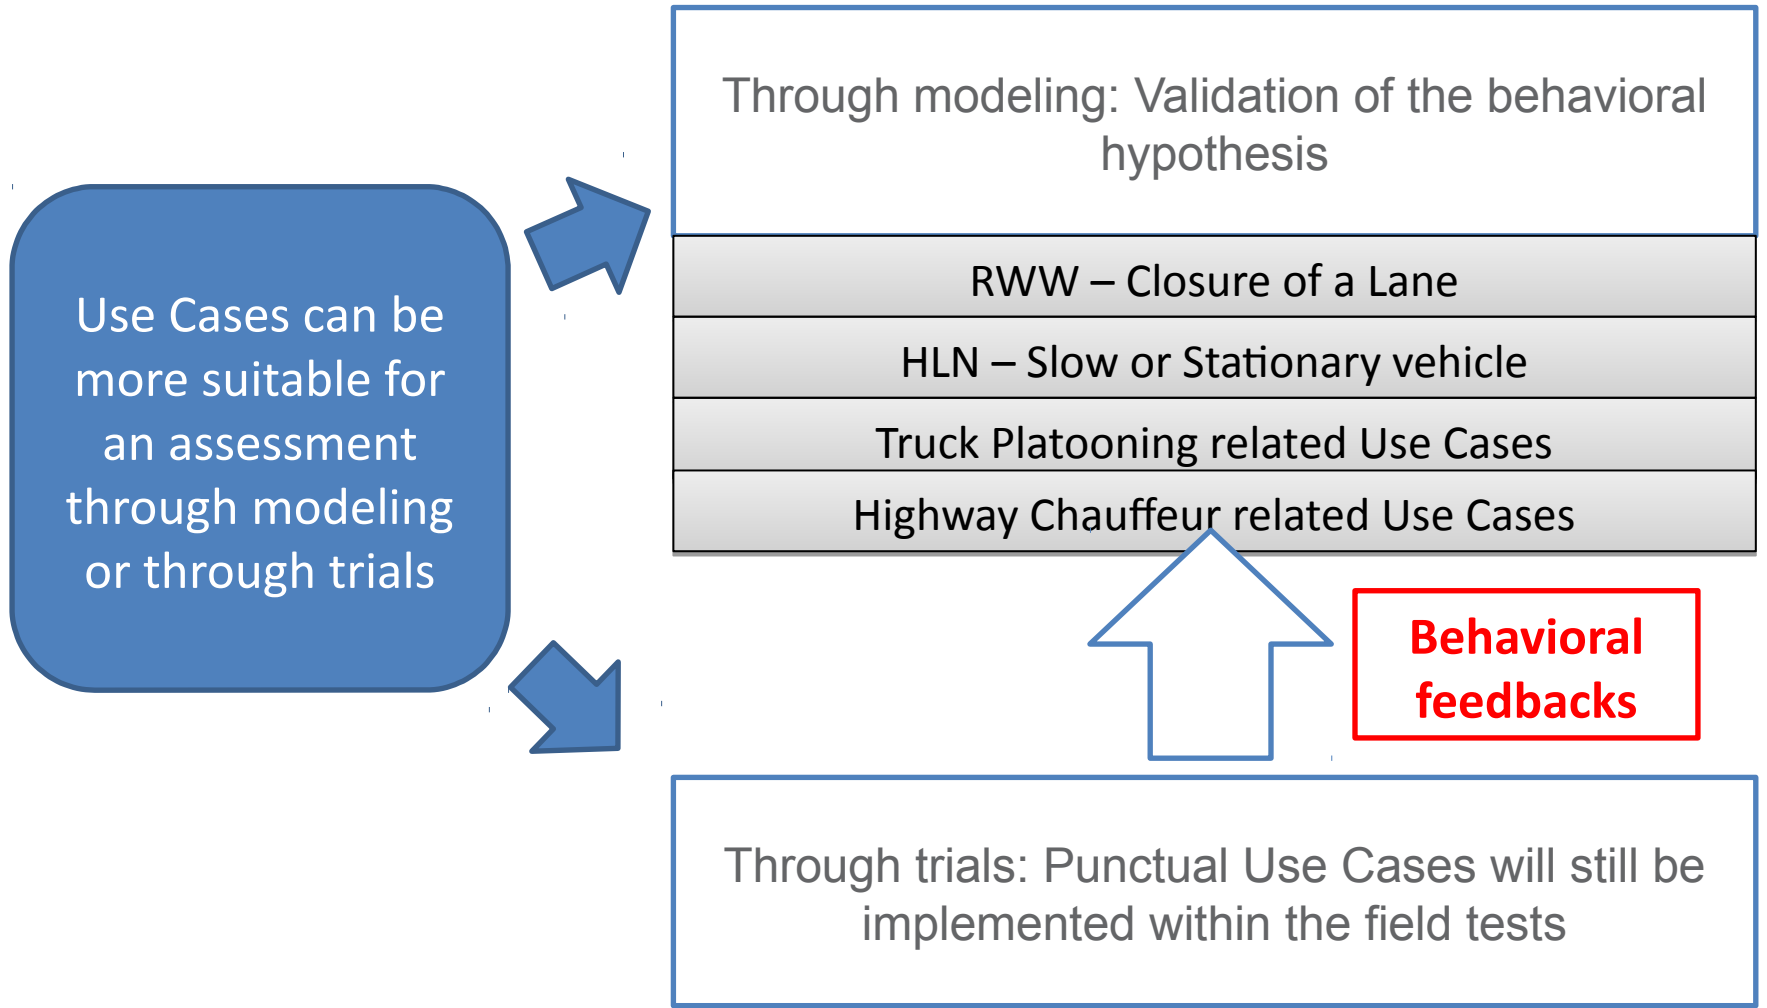 Use Cases can be
more suitable for
an assessment
through modeling
or through trials
Through modeling: Validation of the behavioral
hypothesis
RWW – Closure of a Lane
HLN – Slow or Stationary vehicle
Truck Platooning related Use Cases
Highway Chauffeur related Use Cases
Behavioral
feedbacks
Through trials: Punctual Use Cases will still be
implemented within the field tests